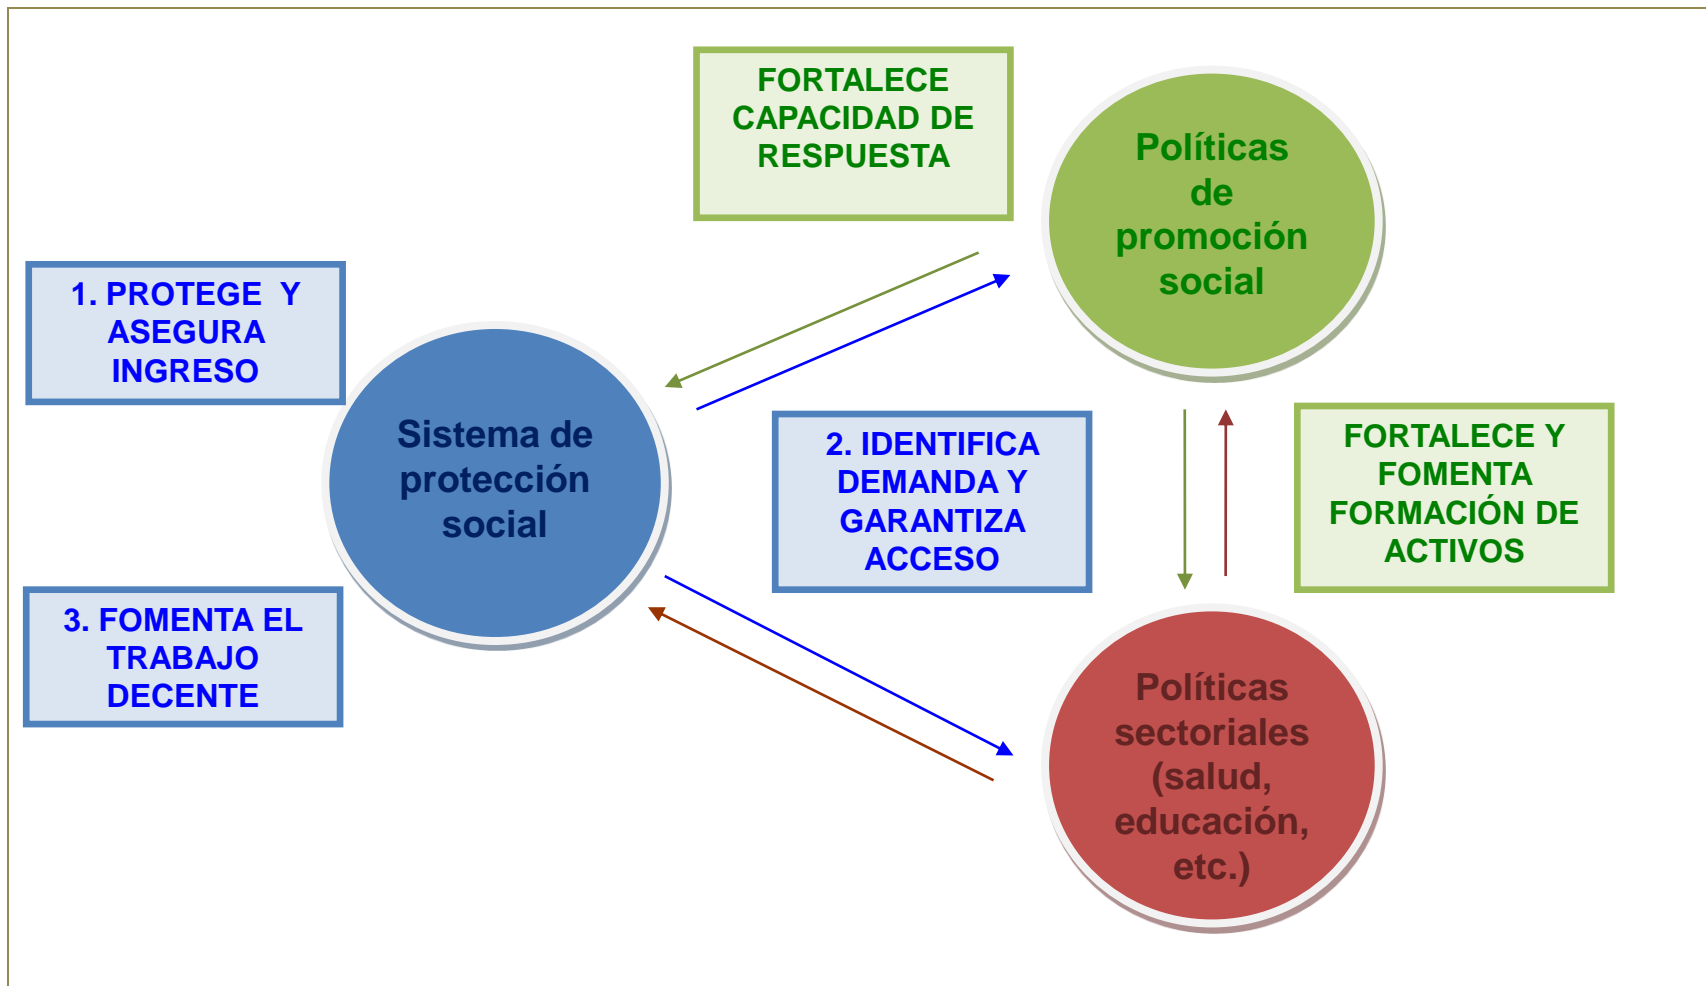 FORTALECE
CAPACIDAD DE
RESPUESTA
Políticas
de
promoción
social
1. PROTEGE  Y
ASEGURA
INGRESO
Sistema de
protección
social
2. IDENTIFICA
DEMANDA Y
GARANTIZA
ACCESO
FORTALECE Y
FOMENTA
FORMACIÓN DE
ACTIVOS
3. FOMENTA EL
TRABAJO
DECENTE
Políticas
sectoriales
(salud,
educación,
etc.)